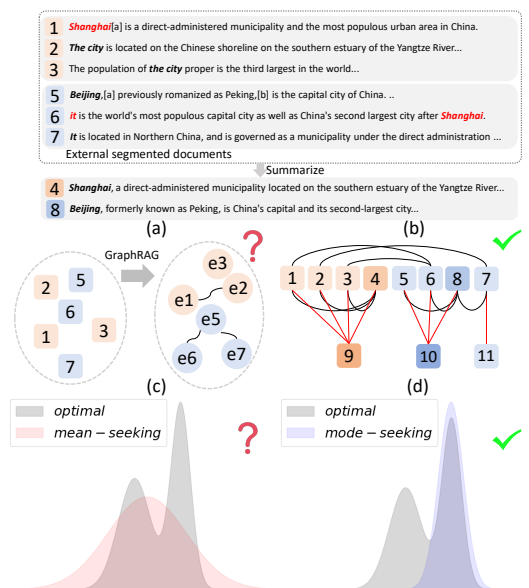 1 Shanghai[a] is a direct-administered municipality and the most populous urban area in China.
2 The city is located on the Chinese shoreline on the southern estuary of the Yangtze River...
3 The population of the city proper is the third largest in the world...
5 Beijing,[a] previously romanized as Peking,[b] is the capital city of China. ..
6 it is the world's most populous capital city as well as China's second largest city after Shanghai.
7 It is located in Northern China, and is governed as a municipality under the direct administration ...
External segmented documents
Summarize
4 Shanghai, a direct-administered municipality located on the southern estuary of the Yangtze River...
8 Beijing, formerly known as Peking, is China's capital and its second-largest city...
(a) (b)
GraphRAG
2 5 6 1 3 7
e3 e1 e2 e5 e6 e7
?
1 2 3 4 5 6 8 7
9 10 11
(c) (d)
optimal
mean−seeking
?
optimal
mode−seeking